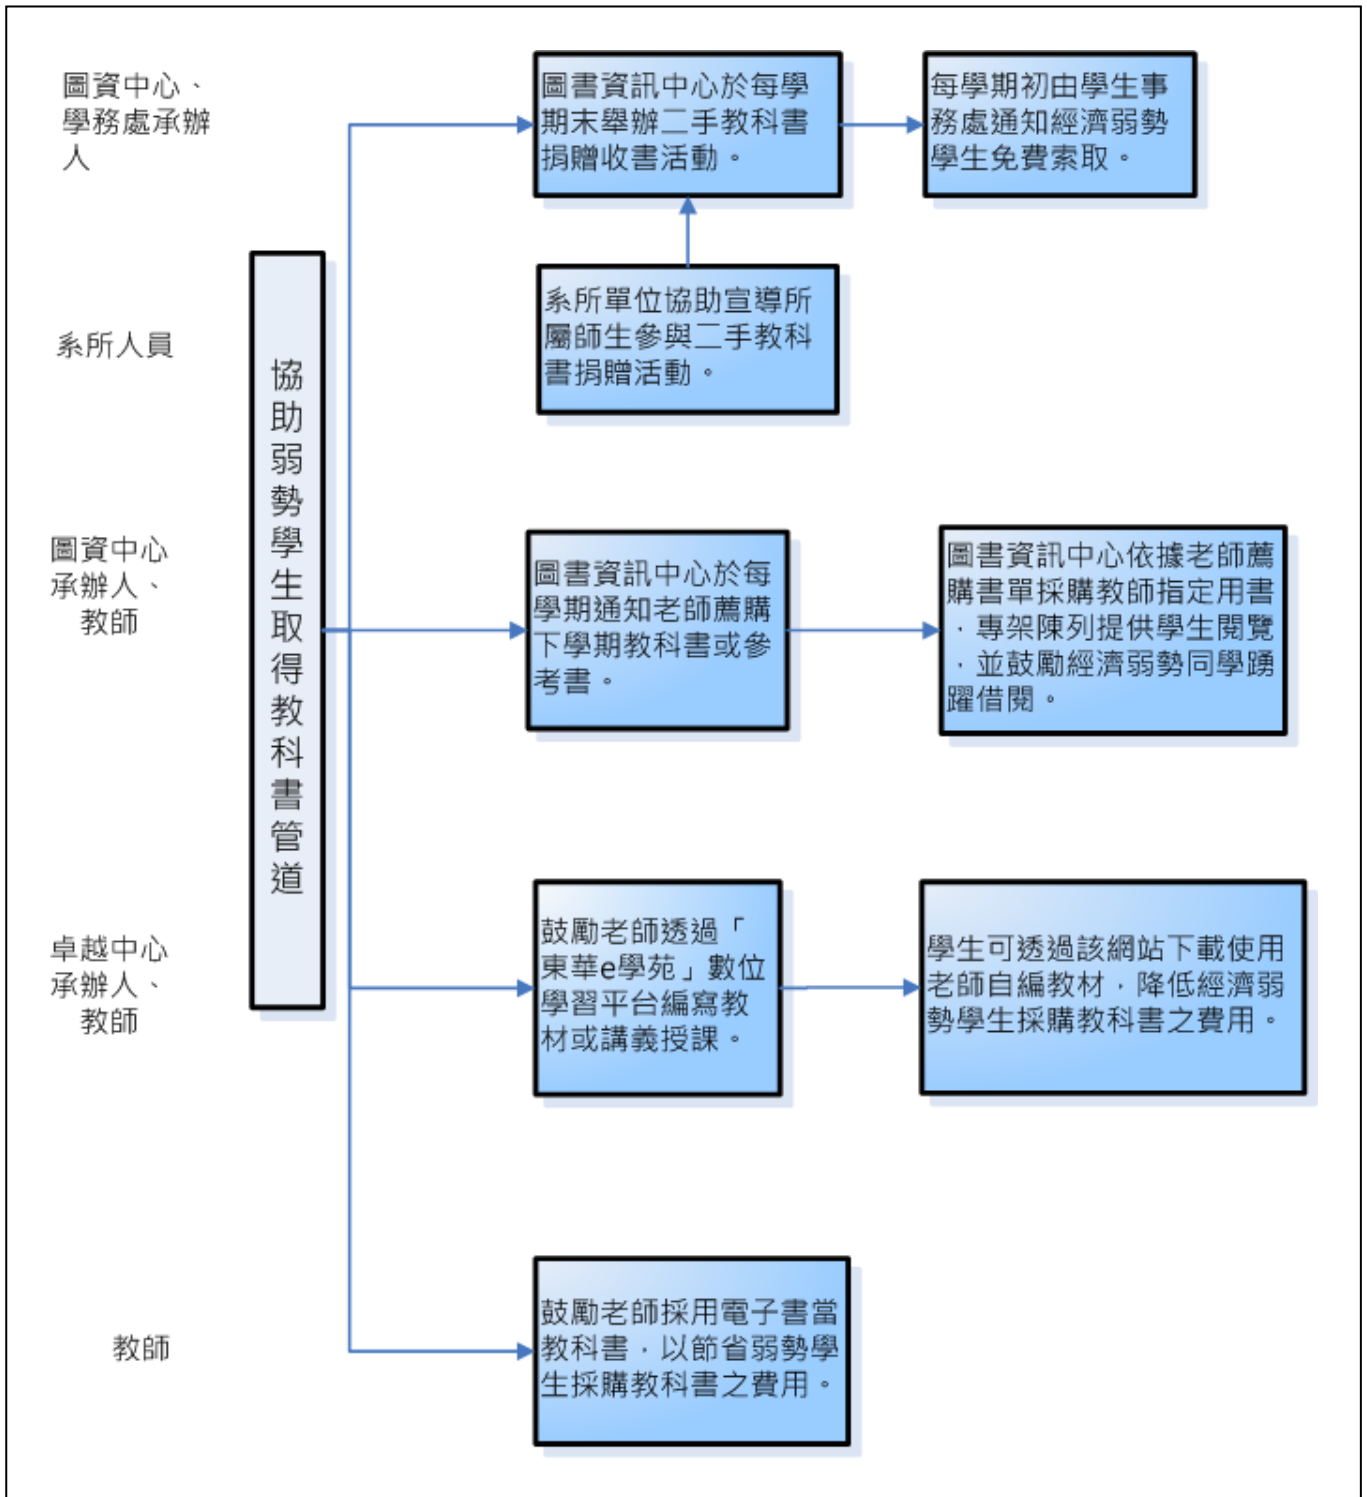 圖資中心、
學務處承辦
人
圖書資訊中心於每學
期末舉辦二手教科書
捐贈收書活動。
每學期初由學生事
務處通知經濟弱勢
學生免費索取。
系所人員
系所單位協助宣導所
屬師生參與二手教科
書捐贈活動。
協助弱勢學生取得教科書管道
圖資中心
承辦人、
教師
圖書資訊中心於每
學期通知老師薦購
下學期教科書或參
考書。
圖書資訊中心依據老師薦
購書單採購教師指定用書
，專架陳列提供學生閱覽
，並鼓勵經濟弱勢同學踴
躍借閱。
卓越中心
承辦人、
教師
鼓勵老師透過「
東華e學苑」數位
學習平台編寫教
材或講義授課。
學生可透過該網站下載使用
老師自編教材，降低經濟弱
勢學生採購教科書之費用。
教師
鼓勵老師採用電子書當
教科書，以節省弱勢學
生採購教科書之費用。